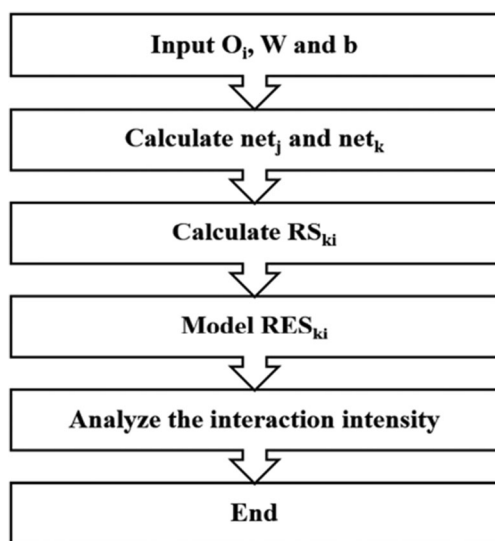 Input Oi, W and b
Calculate netj and netk
Calculate RSki
Model RESki
Analyze the interaction intensity
End